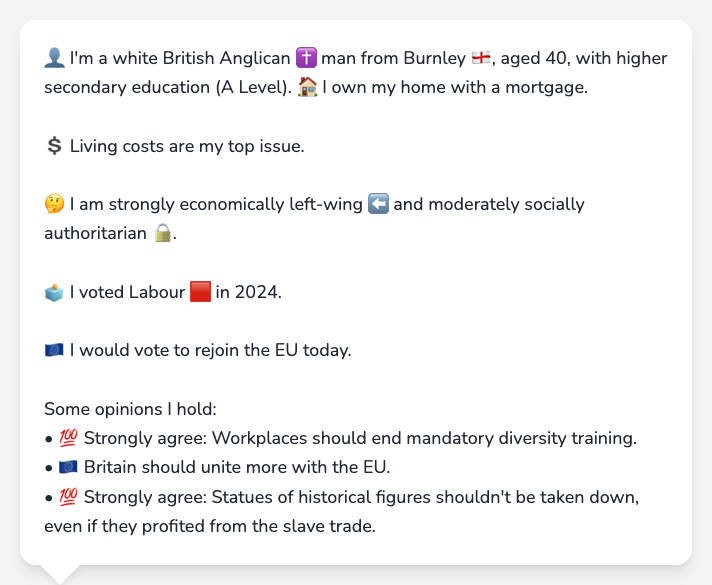 👤 I'm a white British Anglican ✝️ man from Burnley 🏴󠁧󠁢󠁥󠁮󠁧󠁿, aged 40, with higher
secondary education (A Level). 🏠 I own my home with a mortgage.
💲 Living costs are my top issue.
🤔 I am strongly economically left-wing ⬅️ and moderately socially
authoritarian 🔒.
🗳️ I voted Labour 🟥 in 2024.
🇪🇺 I would vote to rejoin the EU today.
Some opinions I hold:
• 💯 Strongly agree: Workplaces should end mandatory diversity training.
• 🇪🇺 Britain should unite more with the EU.
• 💯 Strongly agree: Statues of historical figures shouldn't be taken down,
even if they profited from the slave trade.